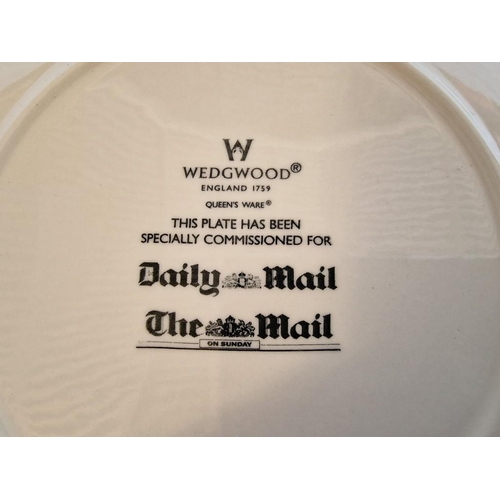 W
WEDGWOOD®
ENGLAND 1759
QUEEN'S WARE®
THIS PLATE HAS BEEN
SPECIALLY COMMISSIONED FOR
Daily Mail
The Mail
ON SUNDAY